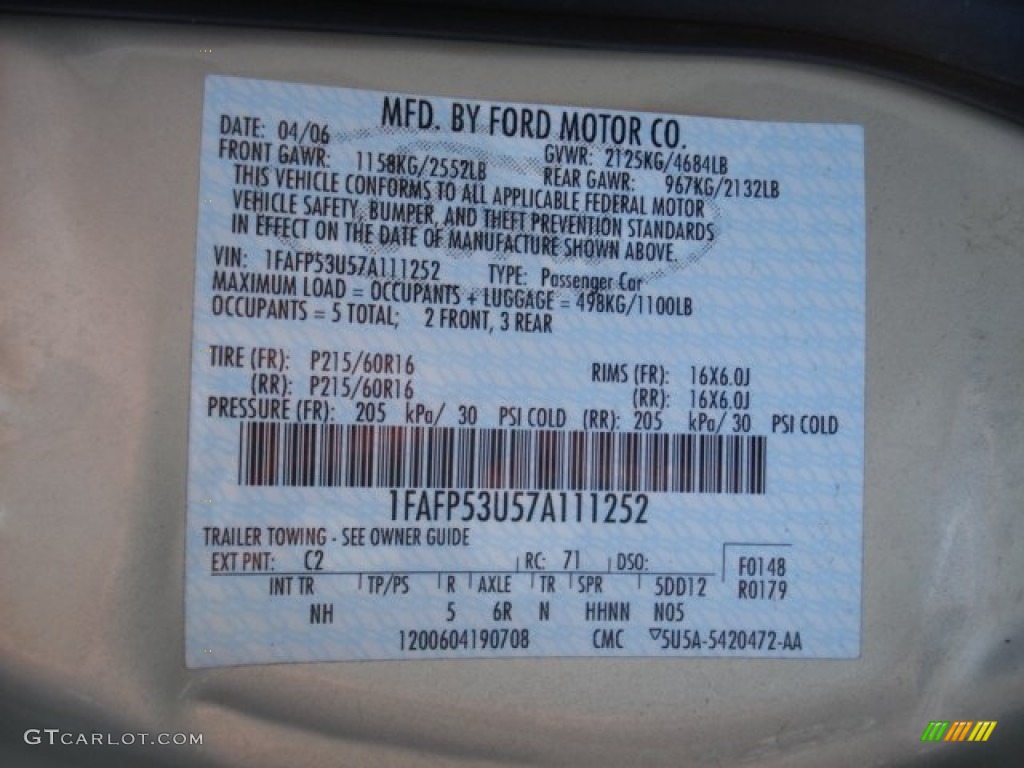 MFD. BY FORD MOTOR CO.
DATE: 04/06 GVWR: 2125KG/4684LB
FRONT GAWR: 1158KG/2552LB REAR GAWR: 967KG/2132LB
THIS VEHICLE CONFORMS TO ALL APPLICABLE FEDERAL MOTOR
VEHICLE SAFETY, BUMPER, AND THEFT PREVENTION STANDARDS
IN EFFECT ON THE DATE OF MANUFACTURE SHOWN ABOVE.
VIN: 1FAFP53U57A111252 TYPE: Passenger Car
MAXIMUM LOAD = OCCUPANTS + LUGGAGE = 498KG/1100LB
OCCUPANTS = 5 TOTAL; 2 FRONT, 3 REAR
TIRE (FR): P215/60R16 RIMS (FR): 16X6.0J
(RR): P215/60R16 (RR): 16X6.0J
PRESSURE (FR): 205 kPa/ 30 PSI COLD (RR): 205 kPa/ 30 PSI COLD
1FAFP53U57A111252
TRAILER TOWING - SEE OWNER GUIDE
EXT PNT: C2 RC: 71 DSO: F0148
INT TR TP/PS R AXLE TR SPR 5DD12 R0179
NH 5 6R N HHNN N05
1200604190708 CMC 5U5A-5420472-AA
GTCARLOT.COM